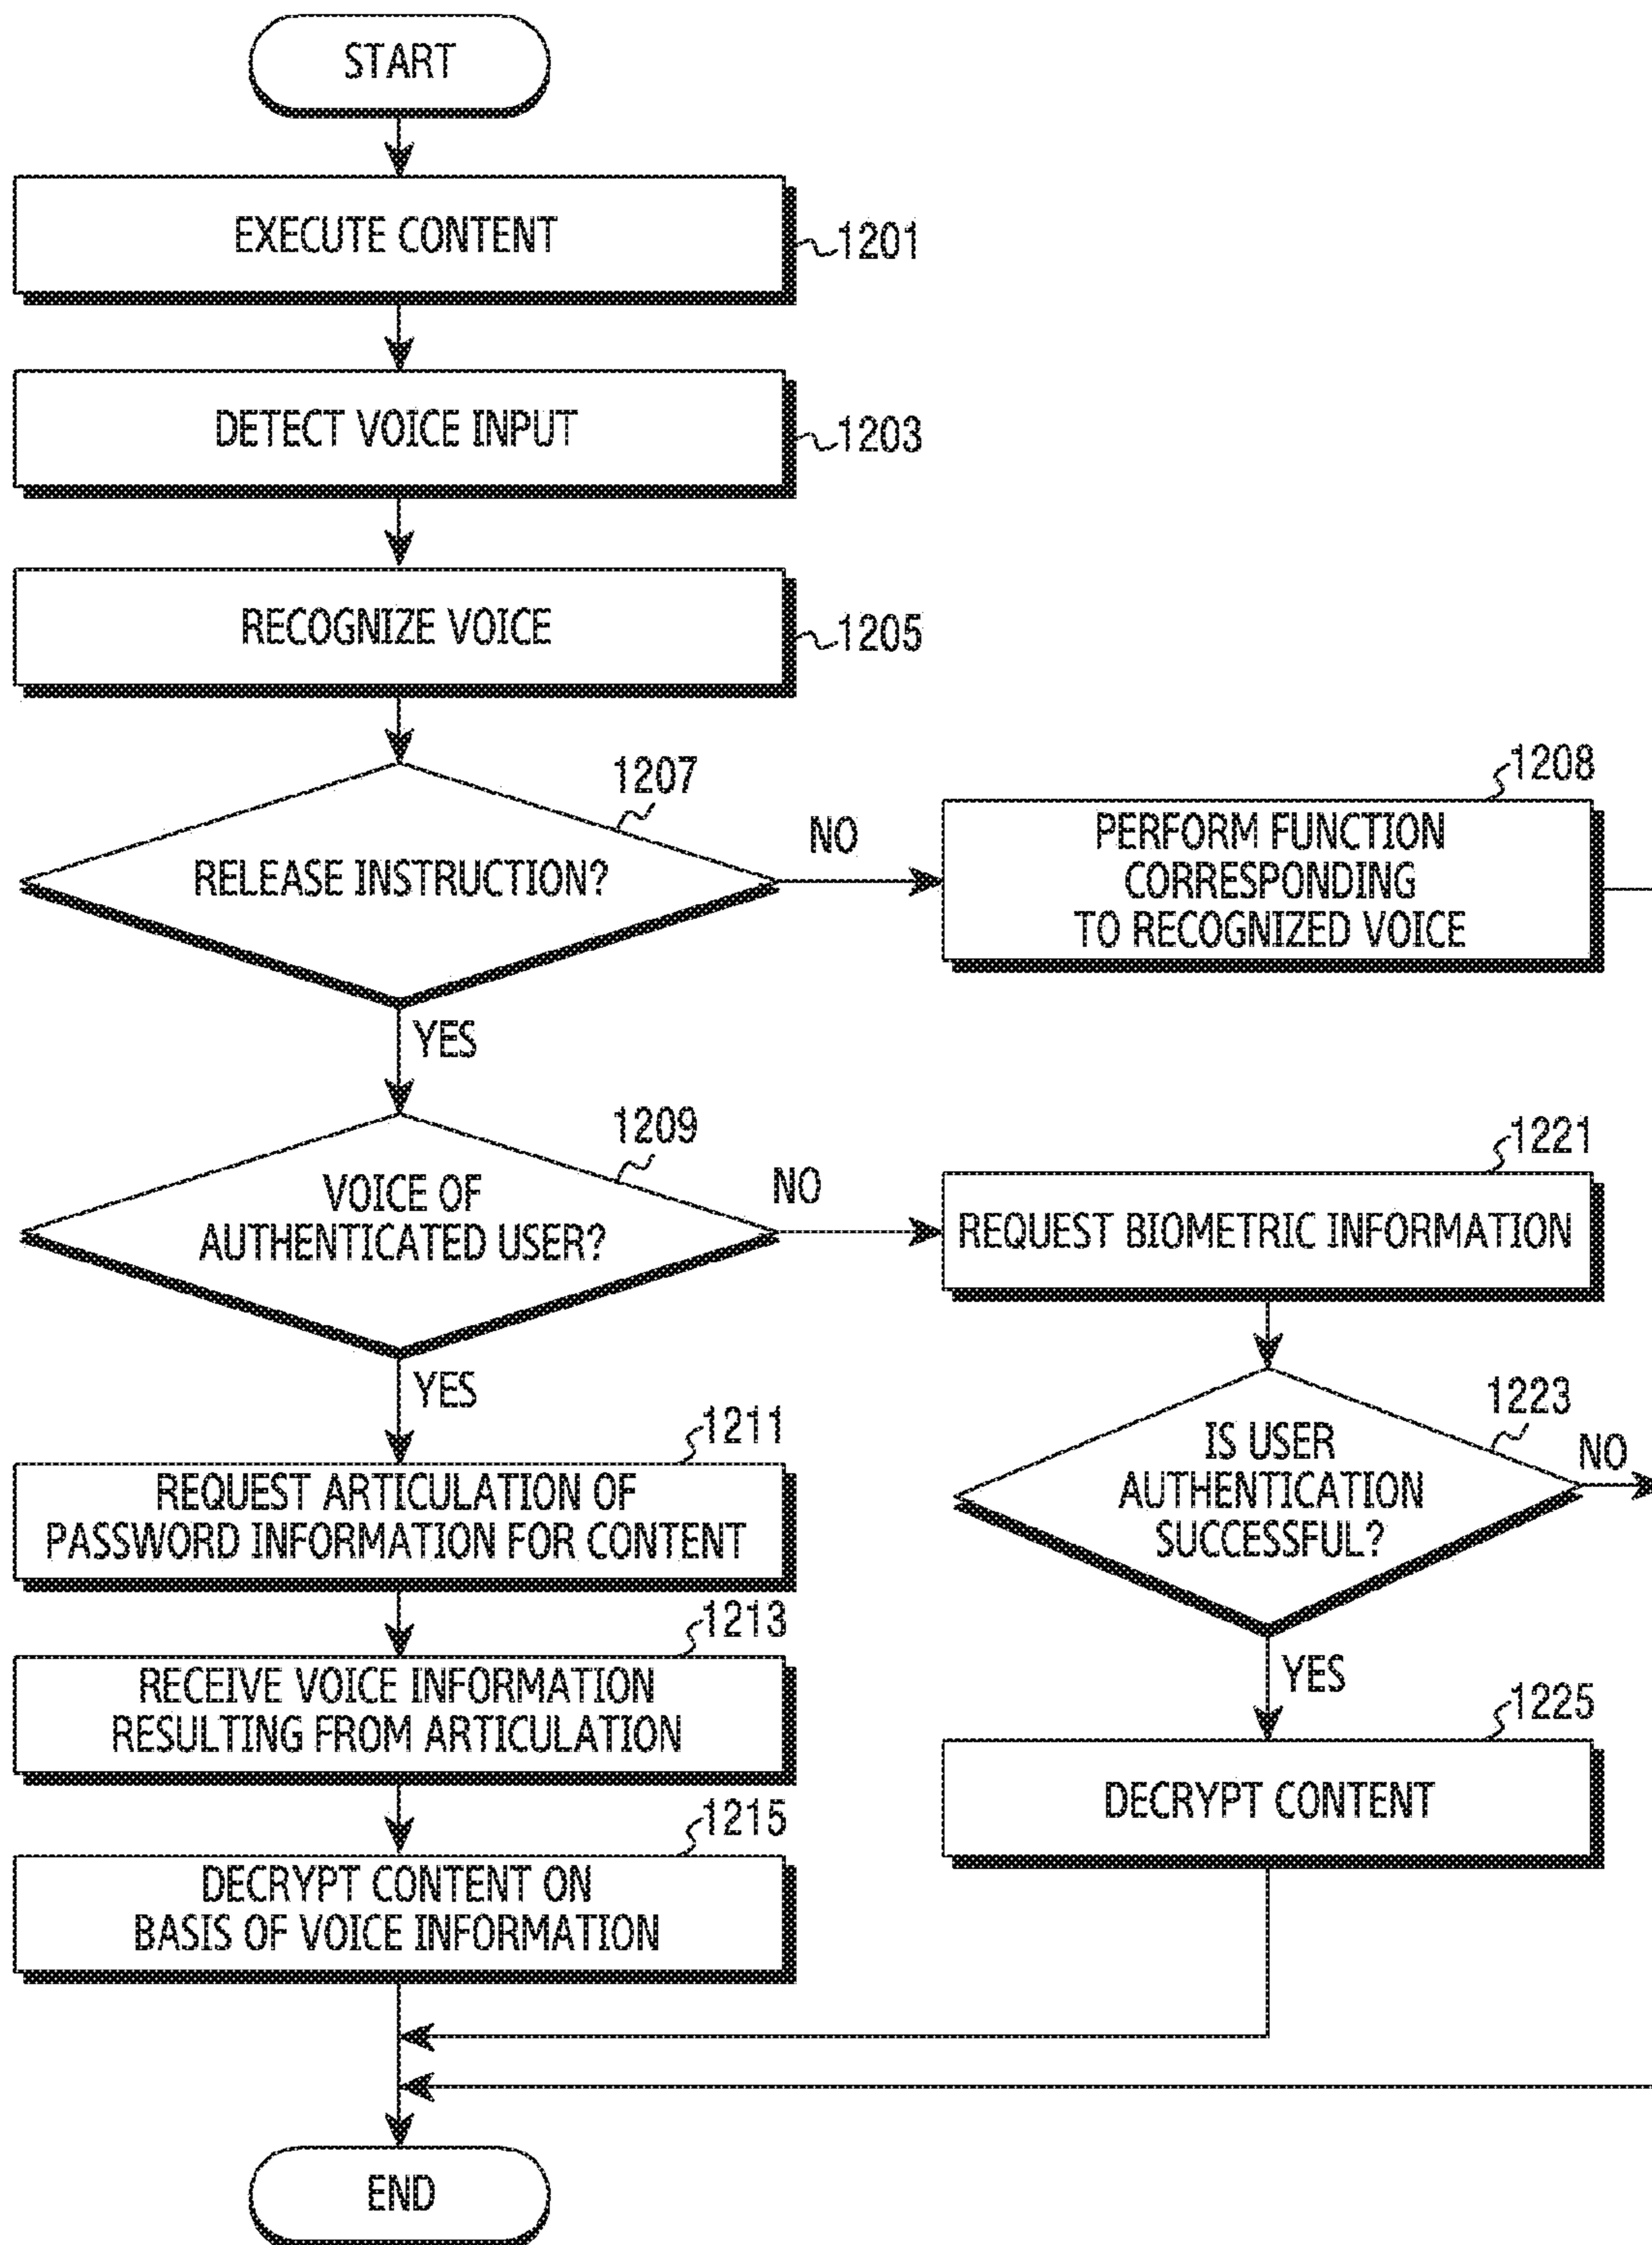 START
EXECUTE CONTENT
1201
DETECT VOICE INPUT
1203
RECOGNIZE VOICE
1205
1207
RELEASE INSTRUCTION?
NO
1208
PERFORM FUNCTION
CORRESPONDING
TO RECOGNIZED VOICE
YES
1209
VOICE OF
AUTHENTICATED USER?
NO
1221
REQUEST BIOMETRIC INFORMATION
YES
1211
REQUEST ARTICULATION OF
PASSWORD INFORMATION FOR CONTENT
1223
IS USER
AUTHENTICATION
SUCCESSFUL?
NO
1213
RECEIVE VOICE INFORMATION
RESULTING FROM ARTICULATION
YES
1225
DECRYPT CONTENT
1215
DECRYPT CONTENT ON
BASIS OF VOICE INFORMATION
END